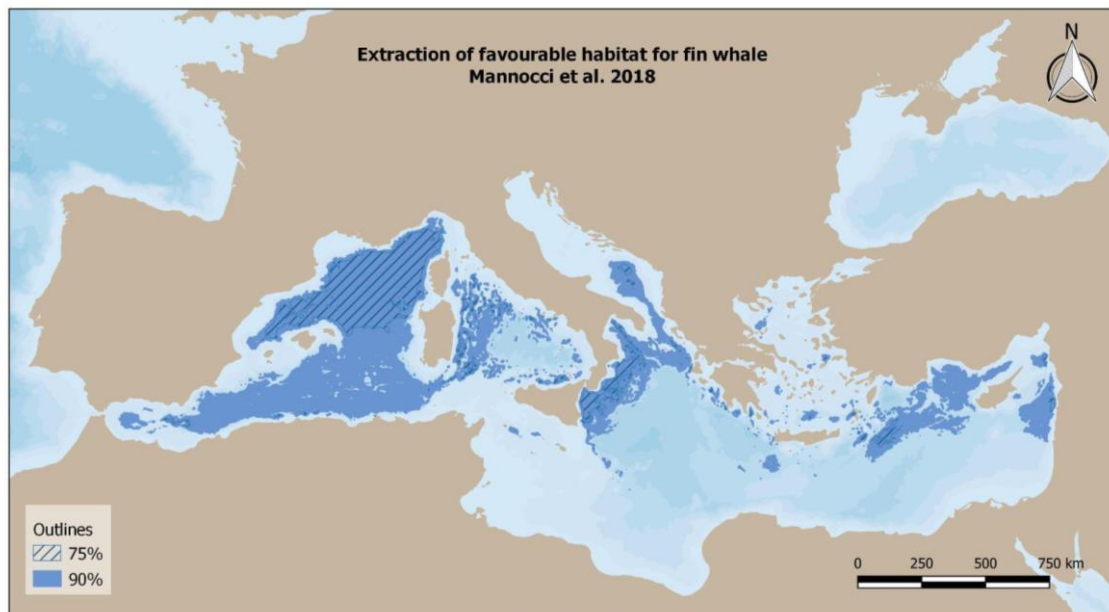 Extraction of favourable habitat for fin whale
Mannocci et al. 2018
N
Outlines
75%
90%
0 250 500 750 km